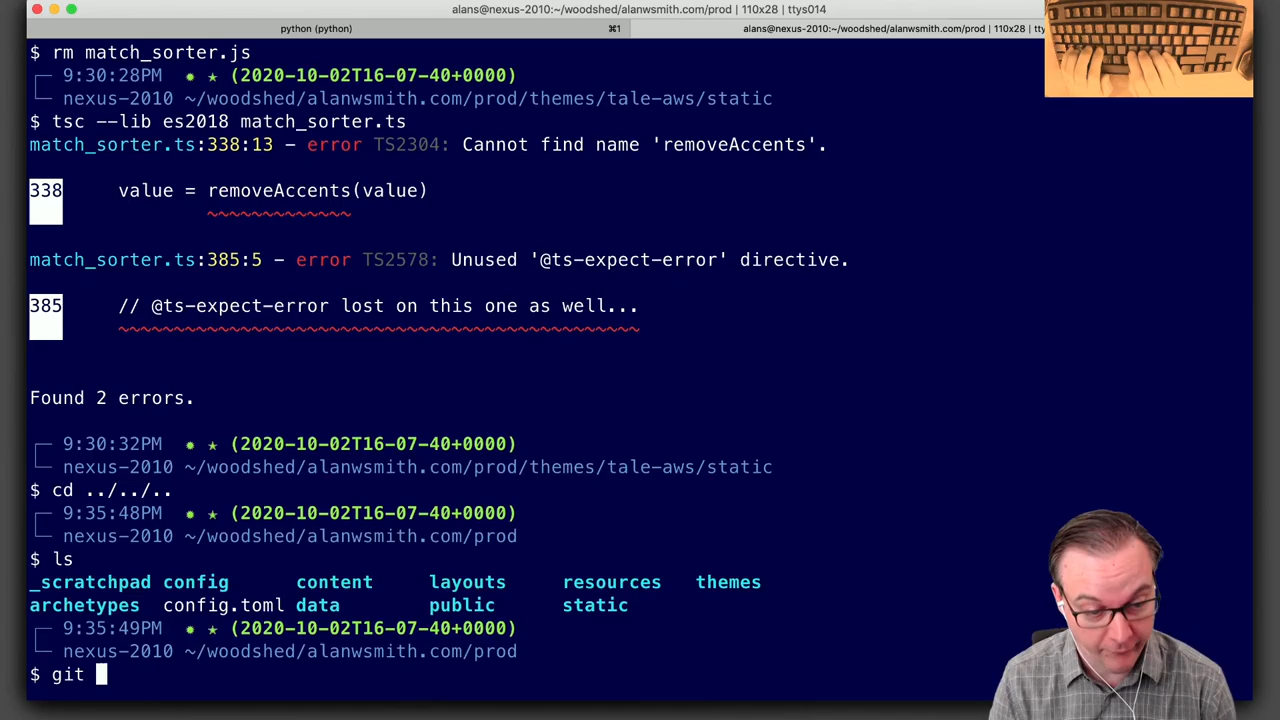 alans@nexus-2010:~/woodshed/alanwsmith.com/prod | 110x28 | ttys014
python (python) ⌘1 alans@nexus-2010:~/woodshed/alanwsmith.com/prod | 110x28 | tty
$ rm match_sorter.js
┌─ 9:30:28PM ✹ ★ (2020-10-02T16-07-40+0000)
└─ nexus-2010 ~/woodshed/alanwsmith.com/prod/themes/tale-aws/static
$ tsc --lib es2018 match_sorter.ts
match_sorter.ts:338:13 - error TS2304: Cannot find name 'removeAccents'.
338 value = removeAccents(value)
~~~~~~~~~~~~~
match_sorter.ts:385:5 - error TS2578: Unused '@ts-expect-error' directive.
385 // @ts-expect-error lost on this one as well...
~~~~~~~~~~~~~~~~~~~~~~~~~~~~~~~~~~~~~~~~~~~~~~~
Found 2 errors.
┌─ 9:30:32PM ✹ ★ (2020-10-02T16-07-40+0000)
└─ nexus-2010 ~/woodshed/alanwsmith.com/prod/themes/tale-aws/static
$ cd ../../..
┌─ 9:35:48PM ✹ ★ (2020-10-02T16-07-40+0000)
└─ nexus-2010 ~/woodshed/alanwsmith.com/prod
$ ls
_scratchpad config content layouts resources themes
archetypes config.toml data public static
┌─ 9:35:49PM ✹ ★ (2020-10-02T16-07-40+0000)
└─ nexus-2010 ~/woodshed/alanwsmith.com/prod
$ git